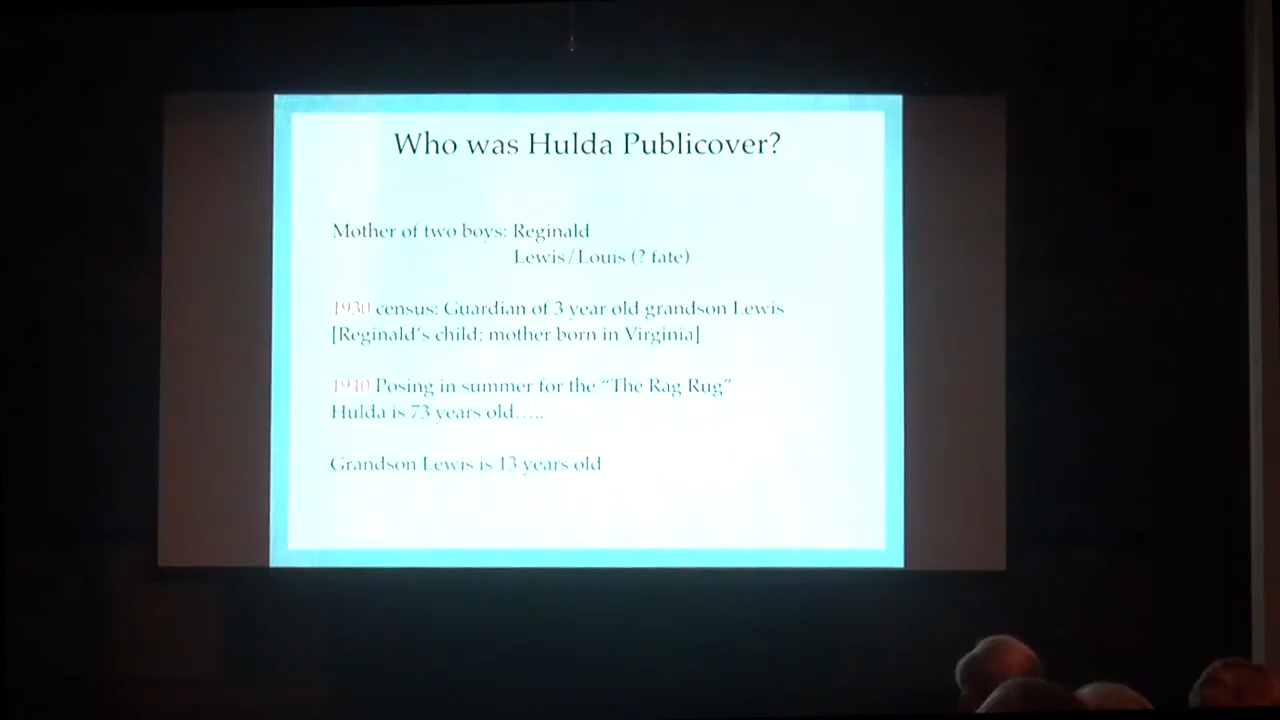 Who was Hulda Publicover?
Mother of two boys: Reginald
Lewis/Louis (? fate)
1930 census: Guardian of 3 year old grandson Lewis
[Reginald's child; mother born in Virginia]
1940 Posing in summer for the “The Rag Rug”
Hulda is 73 years old.....
Grandson Lewis is 13 years old